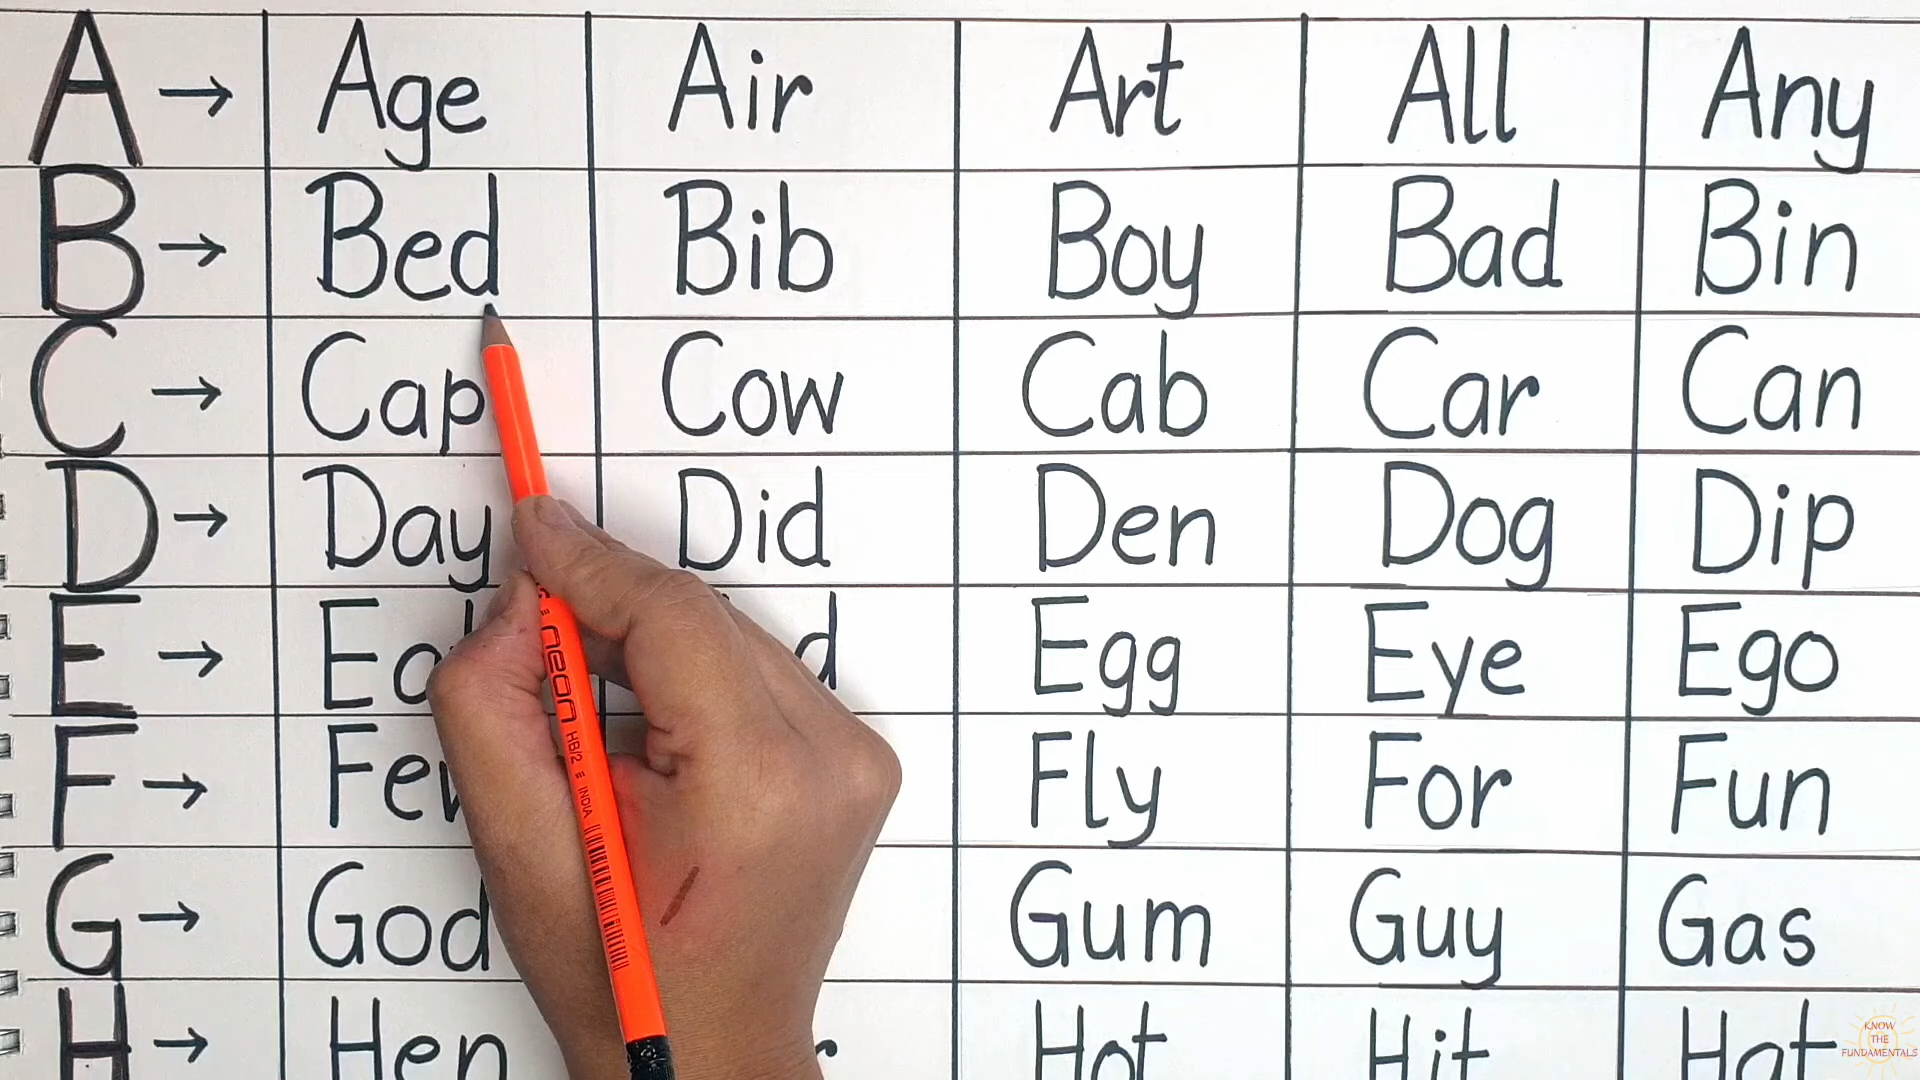 A → Age Air Art All Any
B → Bed Bib Boy Bad Bin
C → Cap Cow Cab Car Can
D → Day Did Den Dog Dip
E → Egg Eye Ego
F → Fly For Fun
G → God Gum Guy Gas
H → Hen Hot Hit Hat
neon HB/2 INDIA
KNOW
THE
FUNDAMENTALS